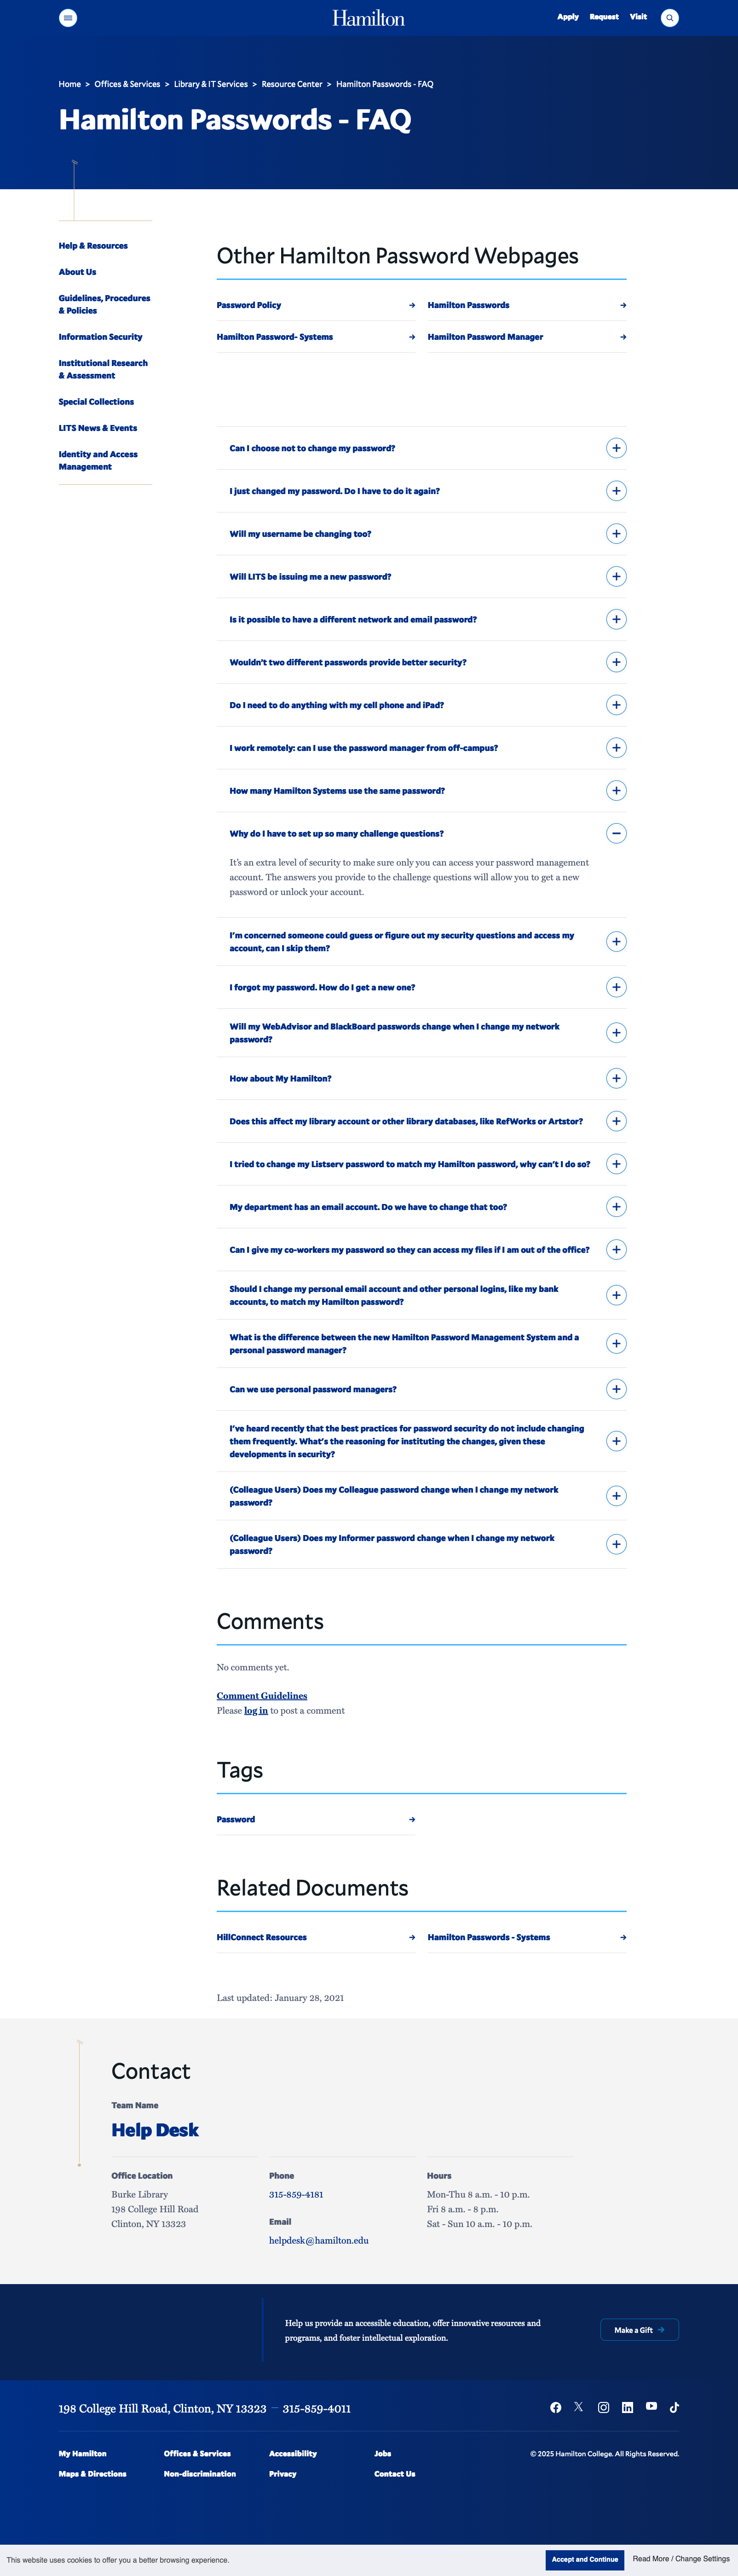 Hamilton
Apply Request Visit
Home > Offices & Services > Library & IT Services > Resource Center > Hamilton Passwords - FAQ
Hamilton Passwords - FAQ
Help & Resources
About Us
Guidelines, Procedures
& Policies
Information Security
Institutional Research
& Assessment
Special Collections
LITS News & Events
Identity and Access
Management
Other Hamilton Password Webpages
Password Policy
Hamilton Passwords
Hamilton Password- Systems
Hamilton Password Manager
Can I choose not to change my password?
I just changed my password. Do I have to do it again?
Will my username be changing too?
Will LITS be issuing me a new password?
Is it possible to have a different network and email password?
Wouldn't two different passwords provide better security?
Do I need to do anything with my cell phone and iPad?
I work remotely: can I use the password manager from off-campus?
How many Hamilton Systems use the same password?
Why do I have to set up so many challenge questions?
It's an extra level of security to make sure only you can access your password management
account. The answers you provide to the challenge questions will allow you to get a new
password or unlock your account.
I'm concerned someone could guess or figure out my security questions and access my
account, can I skip them?
I forgot my password. How do I get a new one?
Will my WebAdvisor and BlackBoard passwords change when I change my network
password?
How about My Hamilton?
Does this affect my library account or other library databases, like RefWorks or Artstor?
I tried to change my Listserv password to match my Hamilton password, why can't I do so?
My department has an email account. Do we have to change that too?
Can I give my co-workers my password so they can access my files if I am out of the office?
Should I change my personal email account and other personal logins, like my bank
accounts, to match my Hamilton password?
What is the difference between the new Hamilton Password Management System and a
personal password manager?
Can we use personal password managers?
I've heard recently that the best practices for password security do not include changing
them frequently. What's the reasoning for instituting the changes, given these
developments in security?
(Colleague Users) Does my Colleague password change when I change my network
password?
(Colleague Users) Does my Informer password change when I change my network
password?
Comments
No comments yet.
Comment Guidelines
Please log in to post a comment
Tags
Password
Related Documents
HillConnect Resources
Hamilton Passwords - Systems
Last updated: January 28, 2021
Contact
Team Name
Help Desk
Office Location
Burke Library
198 College Hill Road
Clinton, NY 13323
Phone
315-859-4181
Email
helpdesk@hamilton.edu
Hours
Mon-Thu 8 a.m. - 10 p.m.
Fri 8 a.m. - 8 p.m.
Sat - Sun 10 a.m. - 10 p.m.
Help us provide an accessible education, offer innovative resources and
programs, and foster intellectual exploration.
Make a Gift
198 College Hill Road, Clinton, NY 13323 — 315-859-4011
My Hamilton
Offices & Services
Accessibility
Jobs
© 2025 Hamilton College. All Rights Reserved.
Maps & Directions
Non-discrimination
Privacy
Contact Us
This website uses cookies to offer you a better browsing experience.
Accept and Continue
Read More / Change Settings